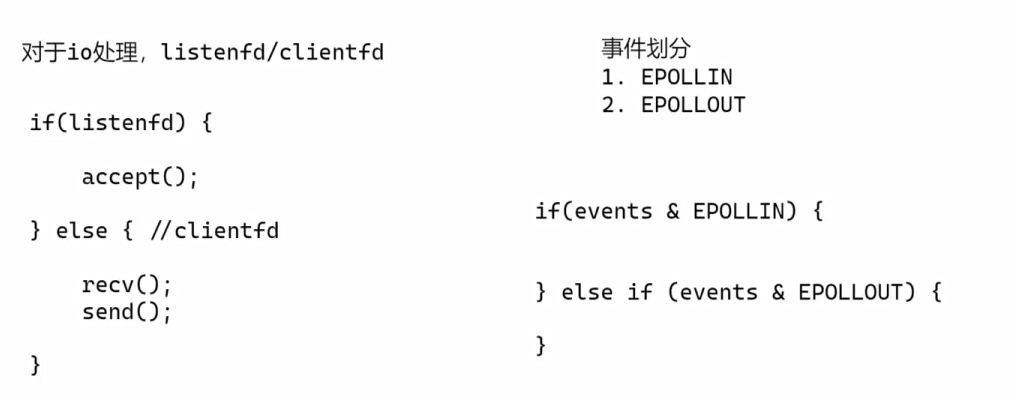 对于io处理，listenfd/clientfd
if(listenfd) {
accept();
} else { //clientfd
recv();
send();
}
事件划分
1. EPOLLIN
2. EPOLLOUT
if(events & EPOLLIN) {
} else if (events & EPOLLOUT) {
}